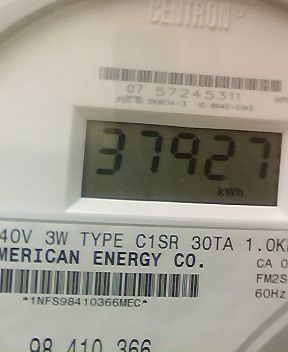 CENTRON
07 57245311
37927
kWh
40V 3W TYPE C1SR 30TA 1.0K
MERICAN ENERGY CO.
CA 0
FM2S
*1NFS98410366MEC*
60Hz
98 410 366